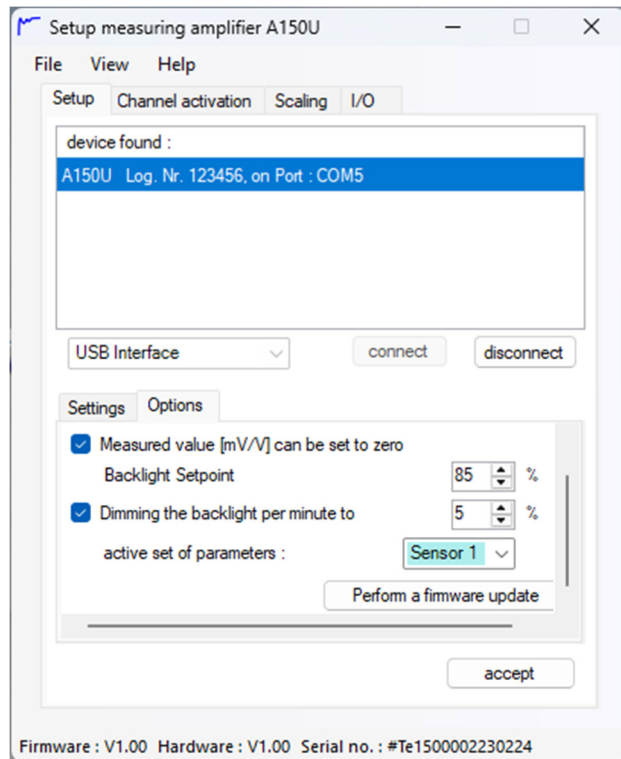 Setup measuring amplifier A150U
File View Help
Setup Channel activation Scaling I/O
device found :
A150U Log. Nr. 123456, on Port : COM5
USB Interface connect disconnect
Settings Options
Measured value [mV/V] can be set to zero
Backlight Setpoint 85 %
Dimming the backlight per minute to 5 %
active set of parameters : Sensor 1
Perform a firmware update
accept
Firmware : V1.00 Hardware : V1.00 Serial no. : #Te1500002230224